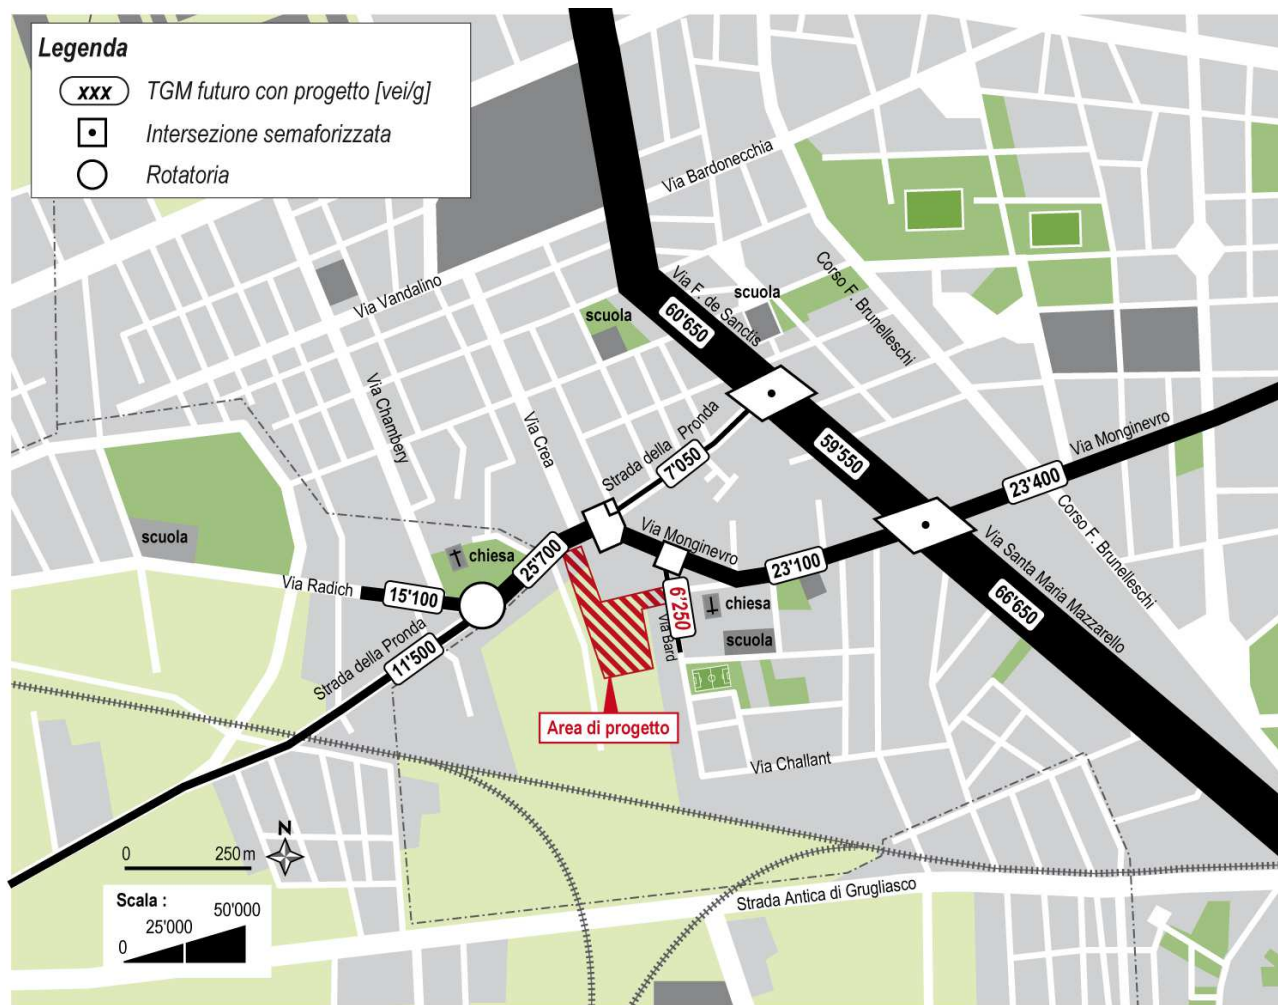 Legenda
xxx TGM futuro con progetto [vei/g]
Intersezione semaforizzata
Rotatoria
Via Bardonecchia
Via Vandalino
Via F. de Sanctis
60'650
scuola
scuola
Corso F. Brunelleschi
Via Chambery
Via Crea
Strada della Pronda
7'050
59'550
Via Monginevro
23'400
Corso F. Brunelleschi
scuola
chiesa
25'700
Via Monginevro
23'100
Via Santa Maria Mazzarello
66'650
Via Radich
15'100
6'250
Via Bard
chiesa
scuola
Strada della Pronda
11'500
Area di progetto
Via Challant
N
0 250 m
Strada Antica di Grugliasco
Scala :
0 25'000 50'000